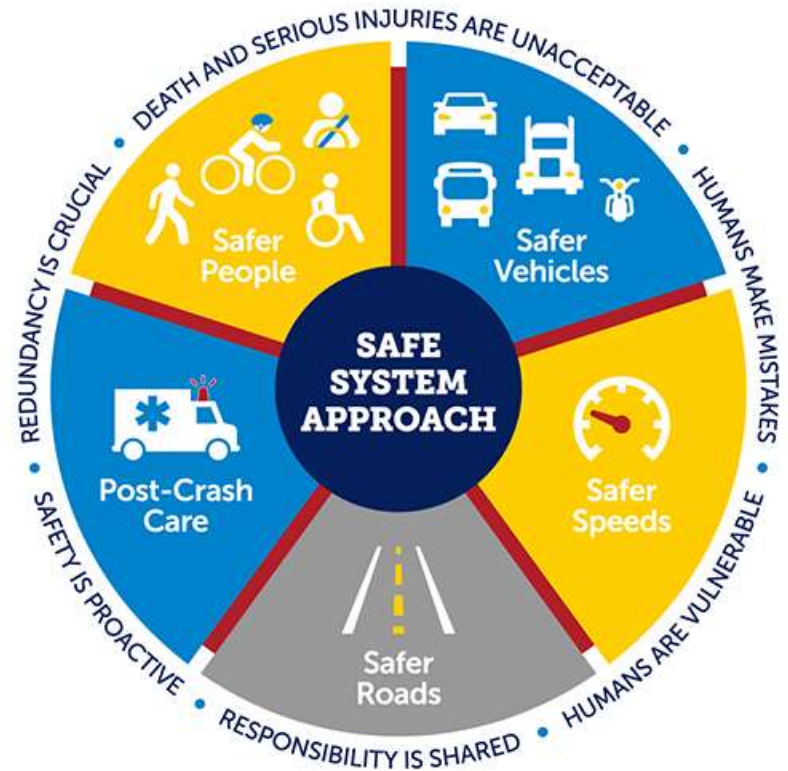 DEATH AND SERIOUS INJURIES ARE UNACCEPTABLE
HUMANS MAKE MISTAKES
HUMANS ARE VULNERABLE
RESPONSIBILITY IS SHARED
SAFETY IS PROACTIVE
REDUNDANCY IS CRUCIAL
Safer
People
Safer
Vehicles
SAFE
SYSTEM
APPROACH
Post-Crash
Care
Safer
Speeds
Safer
Roads